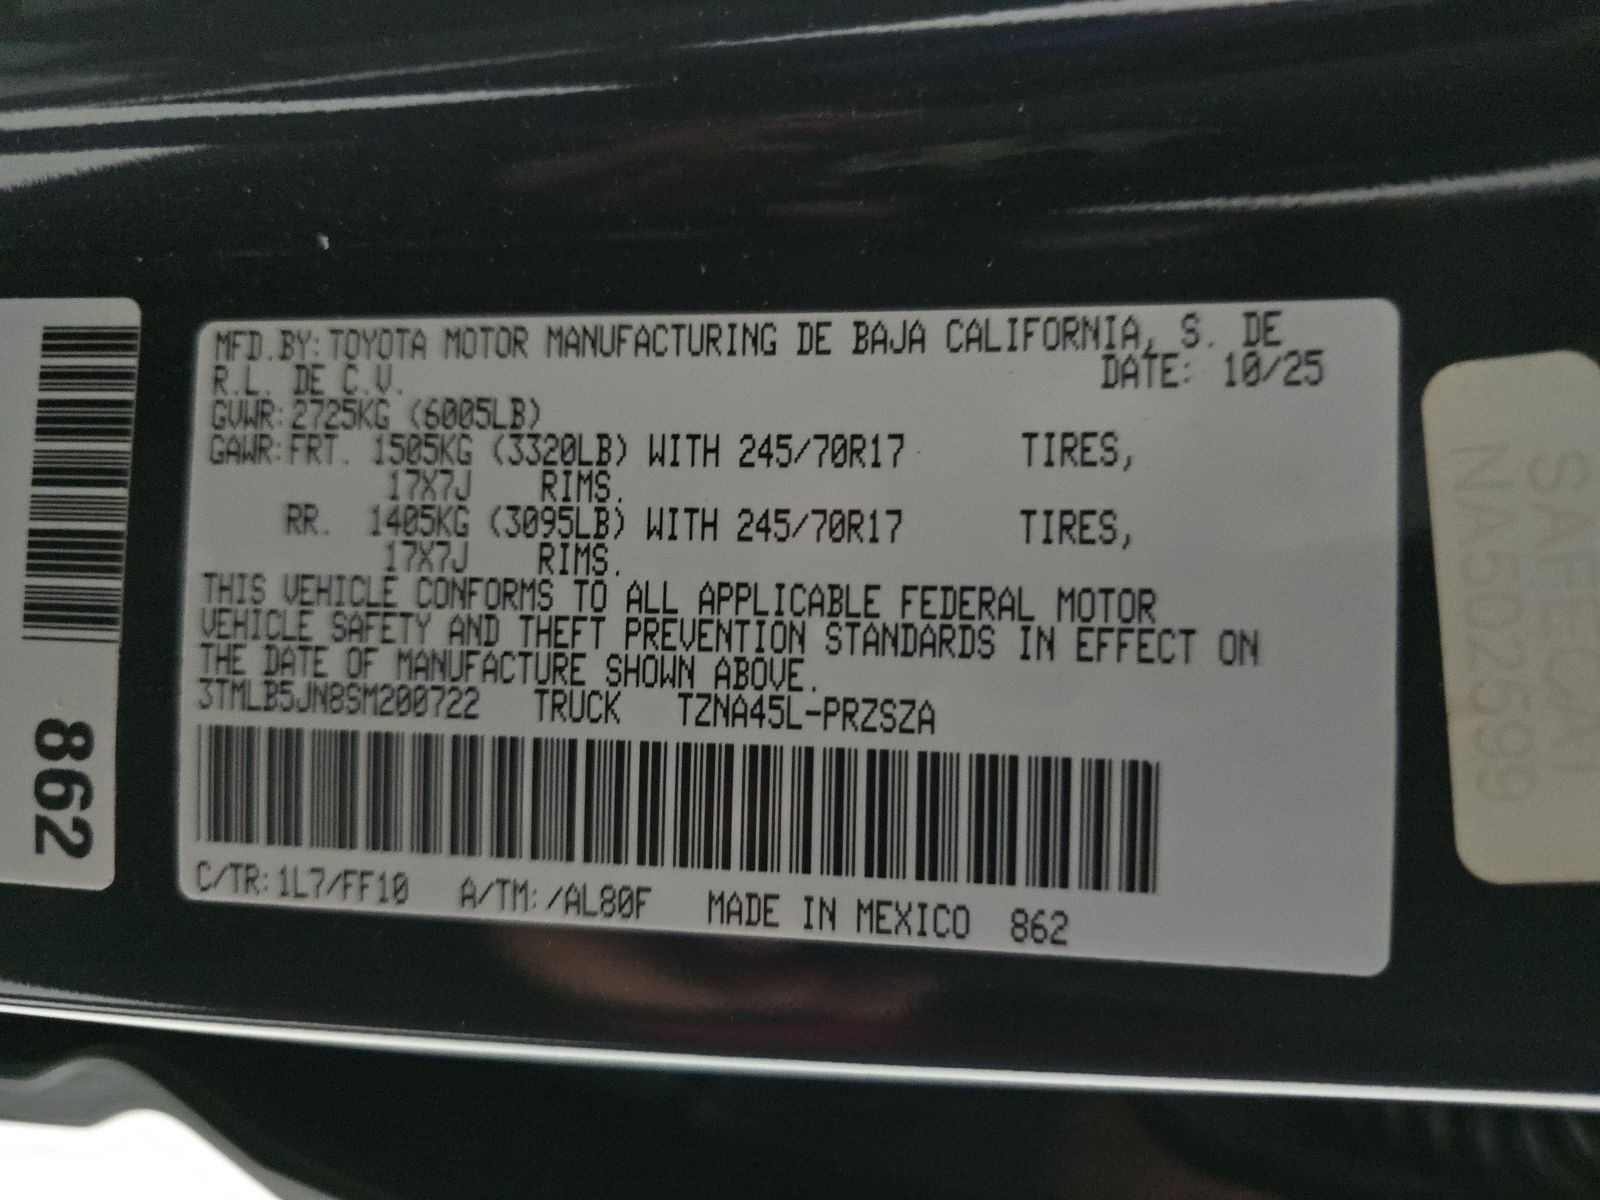 MFD.BY:TOYOTA MOTOR MANUFACTURING DE BAJA CALIFORNIA, S. DE
R.L. DE C.V. DATE: 10/25
GVWR:2725KG (6005LB)
GAWR:FRT. 1505KG (3320LB) WITH 245/70R17 TIRES,
17X7J RIMS.
RR. 1405KG (3095LB) WITH 245/70R17 TIRES,
17X7J RIMS.
THIS VEHICLE CONFORMS TO ALL APPLICABLE FEDERAL MOTOR
VEHICLE SAFETY AND THEFT PREVENTION STANDARDS IN EFFECT ON
THE DATE OF MANUFACTURE SHOWN ABOVE.
3TMLB5JN8SM200722 TRUCK TZNA45L-PRZSZA
C/TR:1L7/FF10 A/TM:/AL80F MADE IN MEXICO 862
862
NA502599